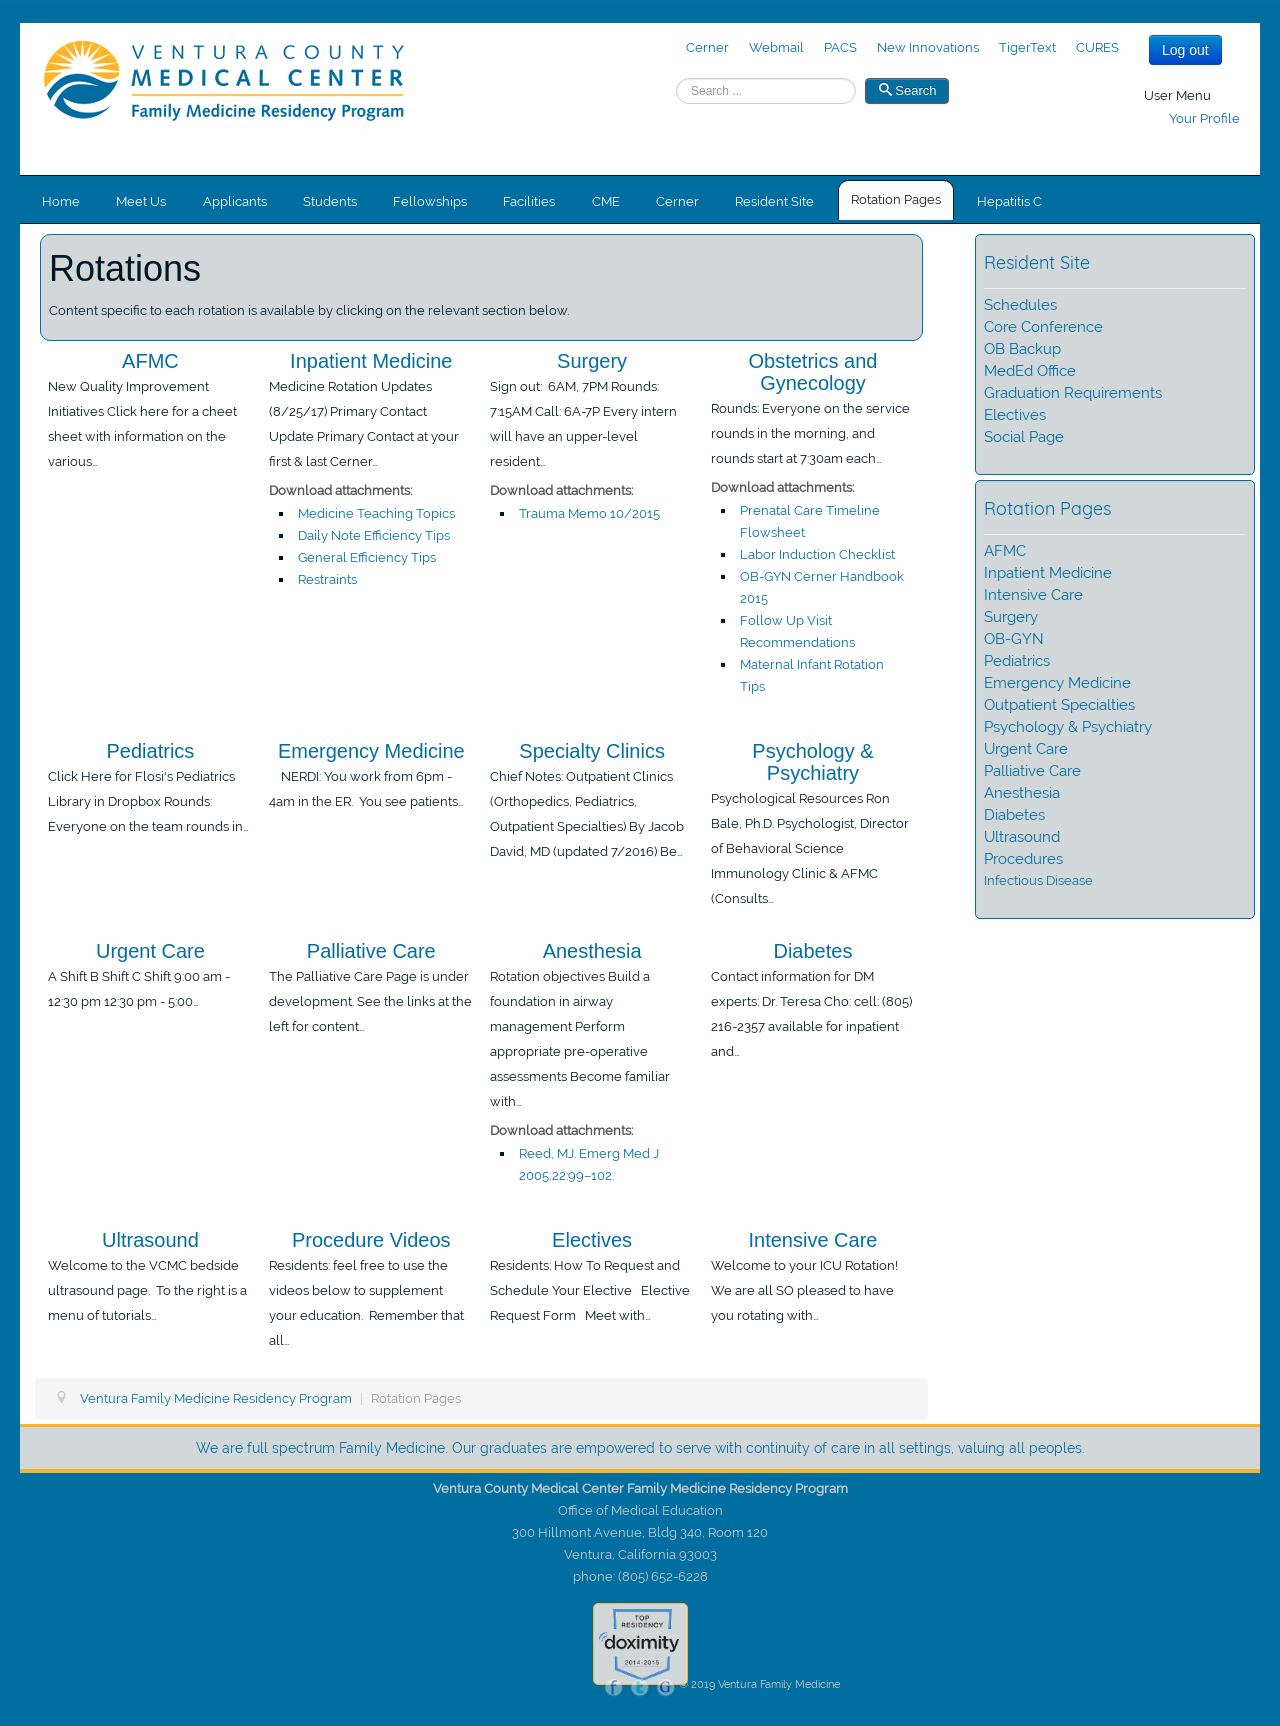 VENTURA COUNTY
MEDICAL CENTER
Family Medicine Residency Program
Cerner Webmail PACS New Innovations TigerText CURES
Log out
Search ...
Search
User Menu
Your Profile
Home Meet Us Applicants Students Fellowships Facilities CME Cerner Resident Site Rotation Pages Hepatitis C
Rotations
Content specific to each rotation is available by clicking on the relevant section below.
AFMC
New Quality Improvement
Initiatives Click here for a cheet
sheet with information on the
various...
Inpatient Medicine
Medicine Rotation Updates
(8/25/17) Primary Contact
Update Primary Contact at your
first & last Cerner...
Download attachments:
Medicine Teaching Topics
Daily Note Efficiency Tips
General Efficiency Tips
Restraints
Surgery
Sign out: 6AM, 7PM Rounds:
7:15AM Call: 6A-7P Every intern
will have an upper-level
resident...
Download attachments:
Trauma Memo 10/2015
Obstetrics and
Gynecology
Rounds: Everyone on the service
rounds in the morning, and
rounds start at 7:30am each...
Download attachments:
Prenatal Care Timeline
Flowsheet
Labor Induction Checklist
OB-GYN Cerner Handbook
2015
Follow Up Visit
Recommendations
Maternal Infant Rotation
Tips
Pediatrics
Click Here for Flosi's Pediatrics
Library in Dropbox Rounds:
Everyone on the team rounds in...
Emergency Medicine
NERDI: You work from 6pm -
4am in the ER. You see patients...
Specialty Clinics
Chief Notes: Outpatient Clinics
(Orthopedics, Pediatrics,
Outpatient Specialties) By Jacob
David, MD (updated 7/2016) Be...
Psychology &
Psychiatry
Psychological Resources Ron
Bale, Ph.D. Psychologist, Director
of Behavioral Science
Immunology Clinic & AFMC
(Consults...
Urgent Care
A Shift B Shift C Shift 9:00 am -
12:30 pm 12:30 pm - 5:00...
Palliative Care
The Palliative Care Page is under
development. See the links at the
left for content...
Anesthesia
Rotation objectives Build a
foundation in airway
management Perform
appropriate pre-operative
assessments Become familiar
with...
Download attachments:
Reed, MJ. Emerg Med J
2005;22:99–102.
Diabetes
Contact information for DM
experts: Dr. Teresa Cho: cell: (805)
216-2357 available for inpatient
and...
Ultrasound
Welcome to the VCMC bedside
ultrasound page. To the right is a
menu of tutorials...
Procedure Videos
Residents: feel free to use the
videos below to supplement
your education. Remember that
all...
Electives
Residents: How To Request and
Schedule Your Elective Elective
Request Form Meet with...
Intensive Care
Welcome to your ICU Rotation!
We are all SO pleased to have
you rotating with...
Resident Site
Schedules
Core Conference
OB Backup
MedEd Office
Graduation Requirements
Electives
Social Page
Rotation Pages
AFMC
Inpatient Medicine
Intensive Care
Surgery
OB-GYN
Pediatrics
Emergency Medicine
Outpatient Specialties
Psychology & Psychiatry
Urgent Care
Palliative Care
Anesthesia
Diabetes
Ultrasound
Procedures
Infectious Disease
Ventura Family Medicine Residency Program | Rotation Pages
We are full spectrum Family Medicine. Our graduates are empowered to serve with continuity of care in all settings, valuing all peoples.
Ventura County Medical Center Family Medicine Residency Program
Office of Medical Education
300 Hillmont Avenue, Bldg 340, Room 120
Ventura, California 93003
phone: (805) 652-6228
TOP
RESIDENCY
doximity
2014-2015
f t G © 2019 Ventura Family Medicine